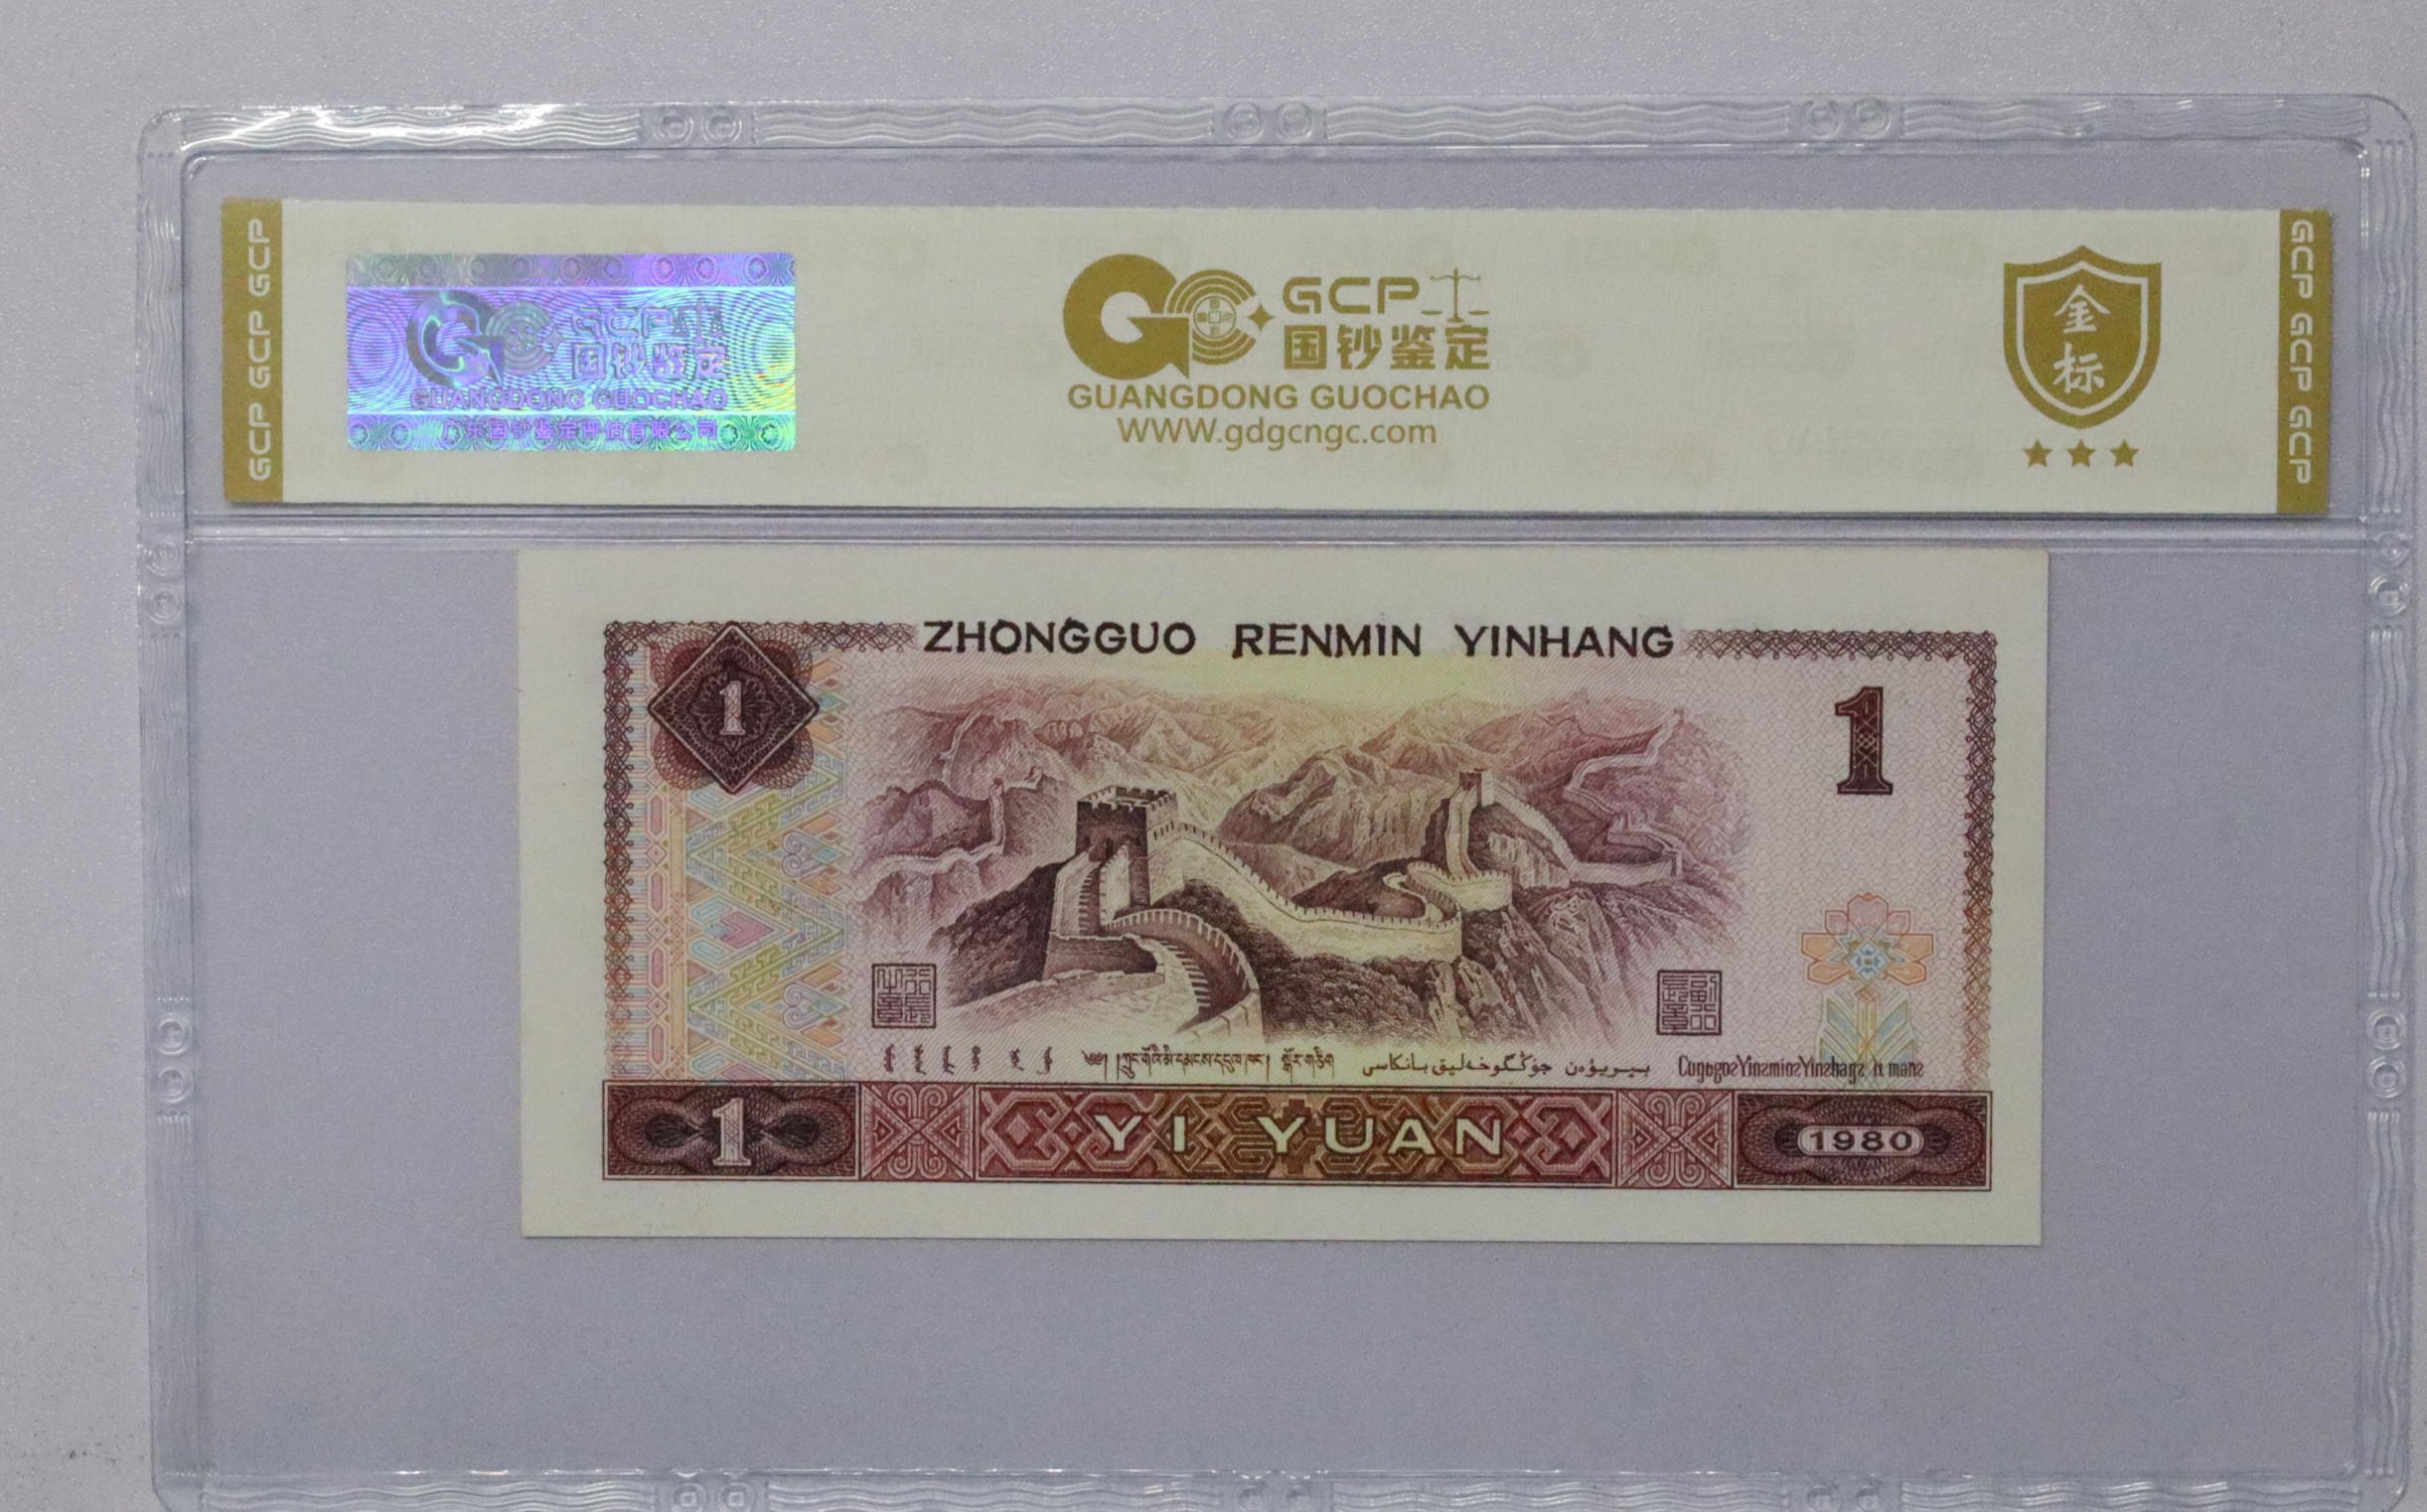 GCP GCP GCP
GCP
国钞鉴定
GUANGDONG GUOCHAO
广东国钞鉴定评估有限公司
GCP
国钞鉴定
GUANGDONG GUOCHAO
www.gdgcngc.com
金
标
GCP GCP GCP
ZHONGGUO RENMIN YINHANG
1
1
1
YI YUAN
1980